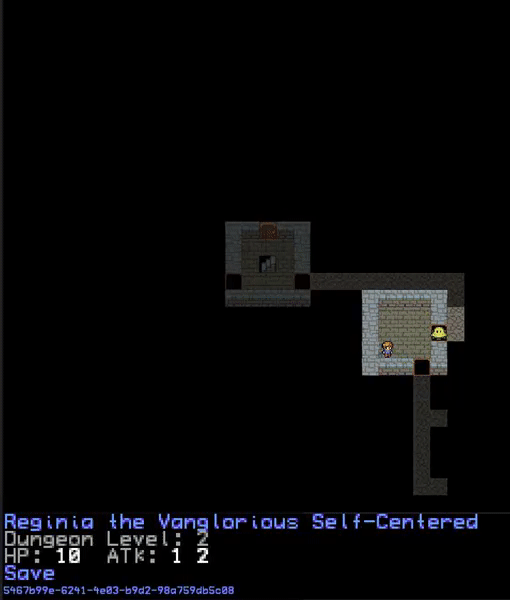 Reginia the Vanglorious Self-Centered
Dungeon Level: 2
HP: 10 Atk: 1 2
Save
5467b99e-6241-4e03-b9d2-98a759db5c08